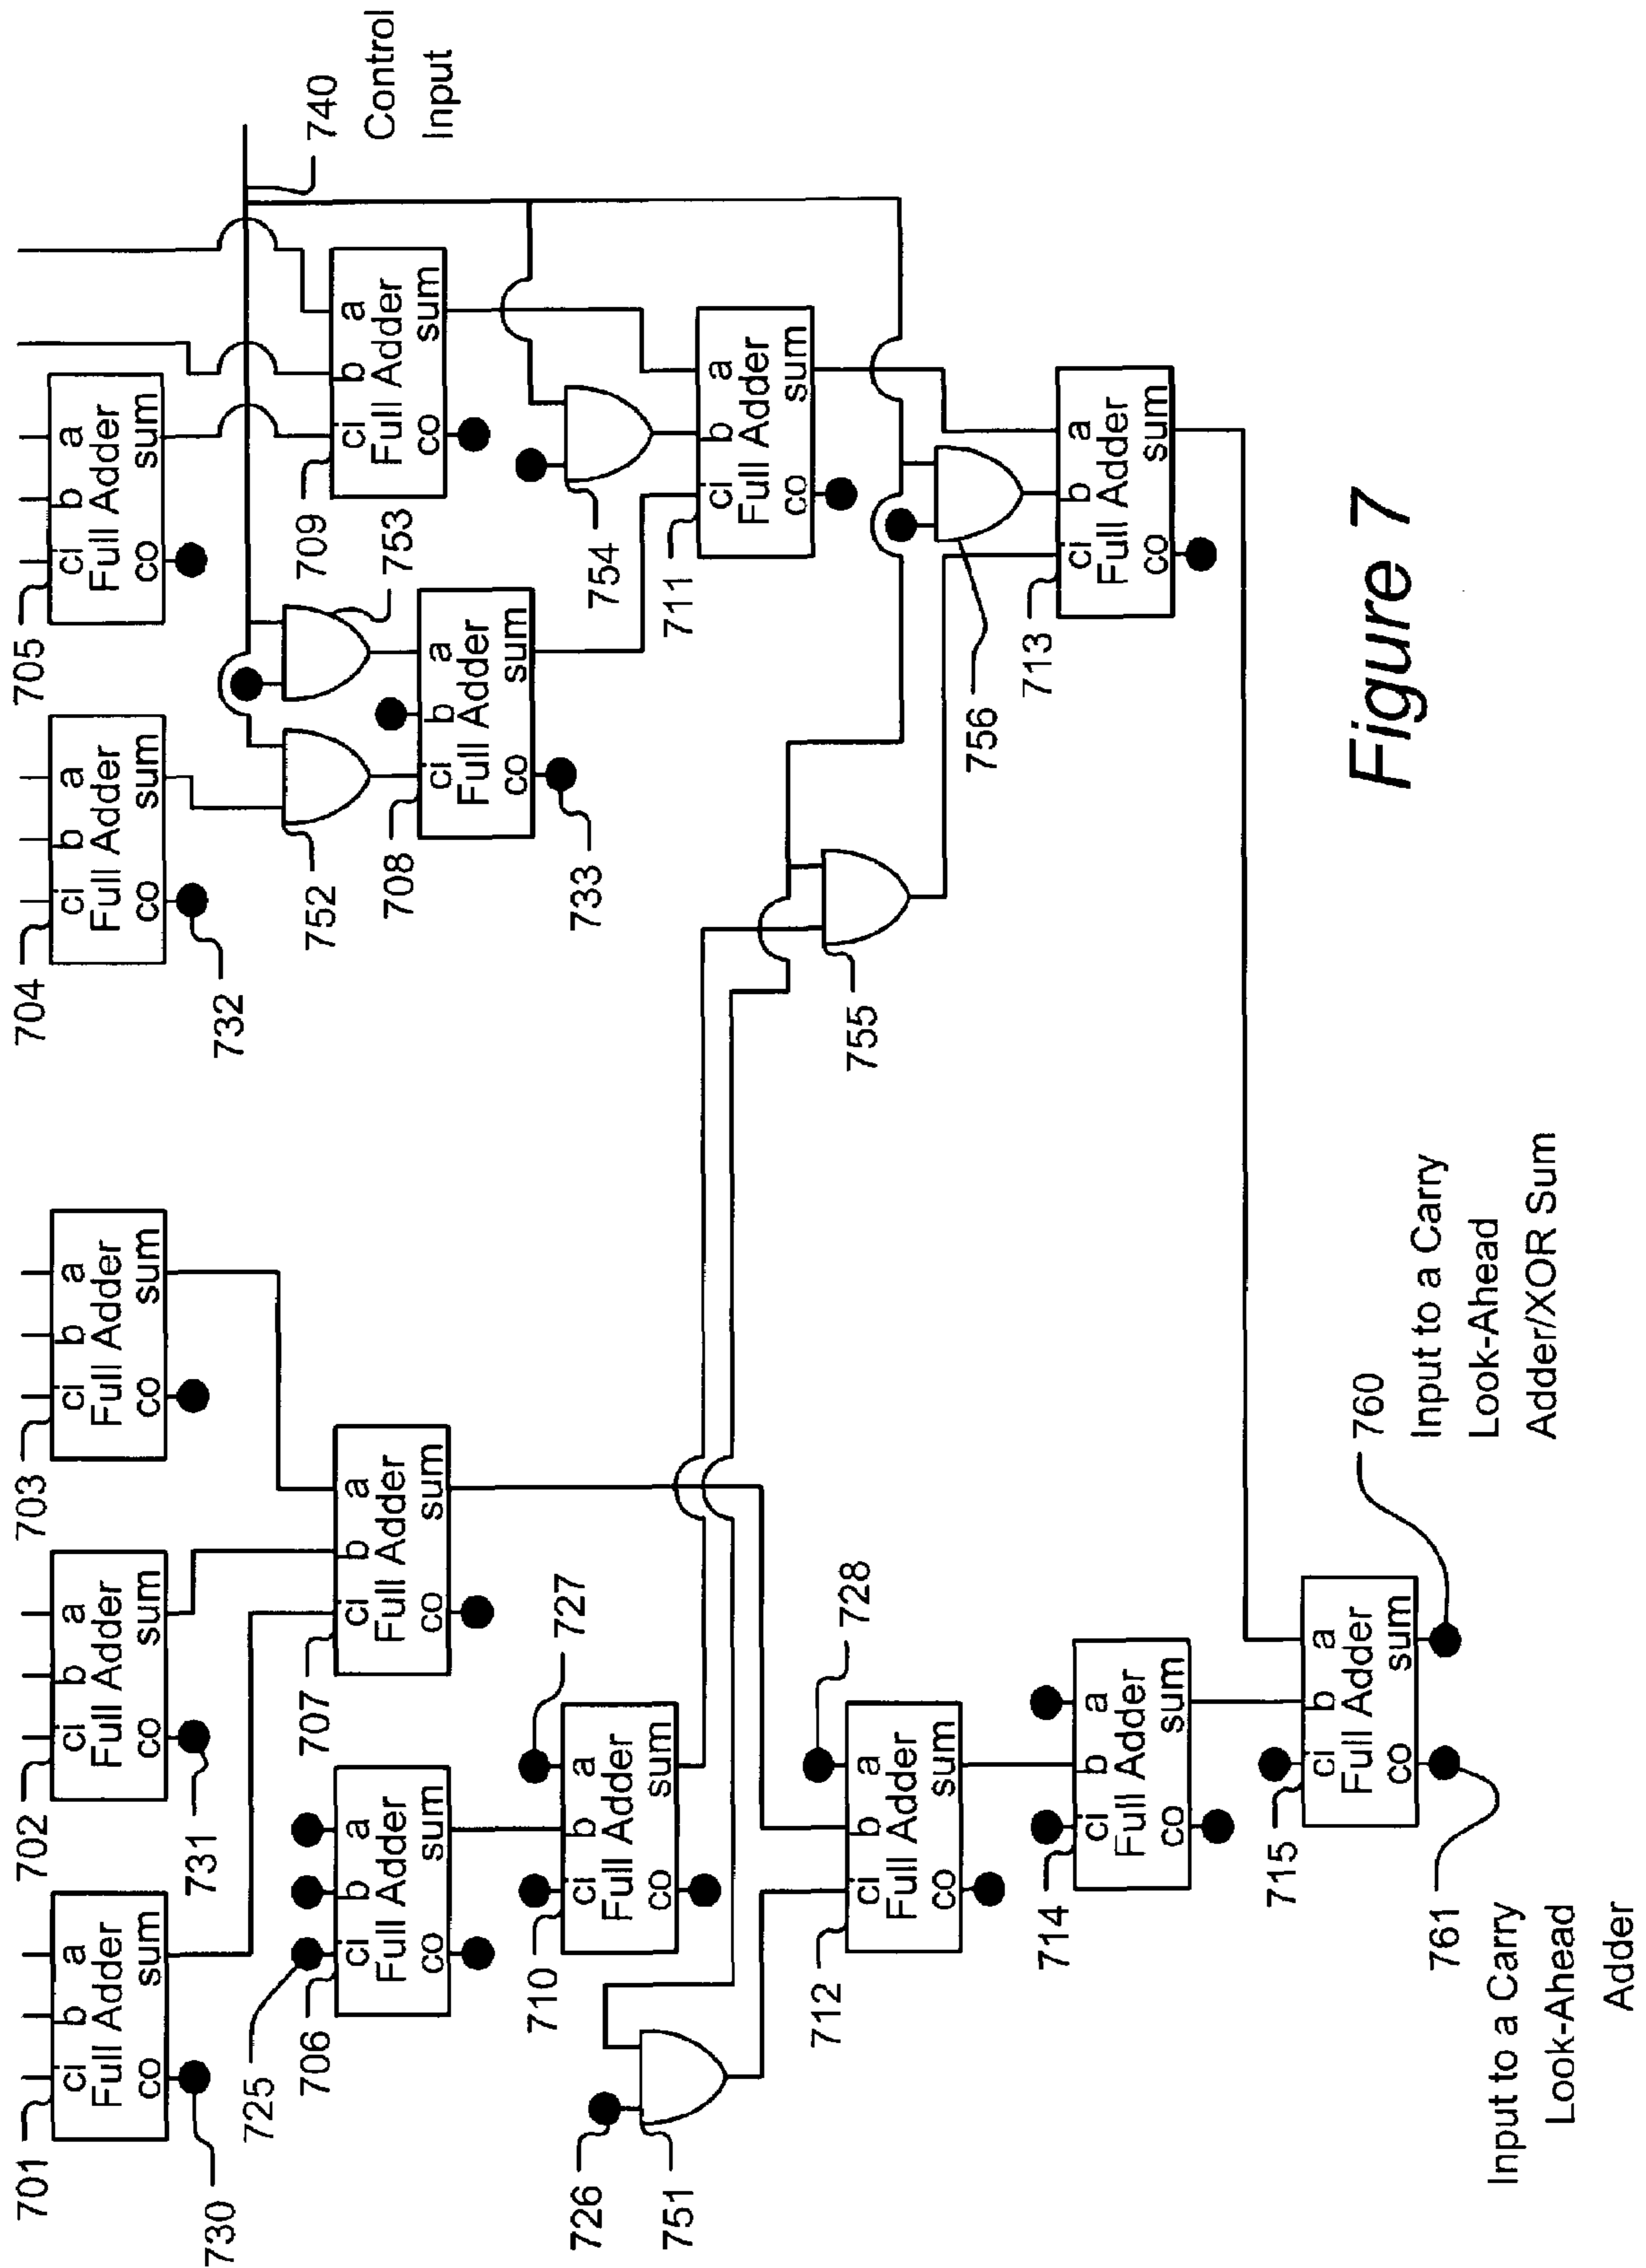 701
ci b a
Full Adder
co sum
730
702
ci b a
Full Adder
co sum
731
703
ci b a
Full Adder
co sum
704
ci b a
Full Adder
co sum
732
705
ci b a
Full Adder
co sum
740
Control
Input
725
706
ci b a
Full Adder
co sum
707
ci b a
Full Adder
co sum
752
753
708
ci b a
Full Adder
co sum
733
709
ci b a
Full Adder
co sum
726
751
727
710
ci b a
Full Adder
co sum
754
711
ci b a
Full Adder
co sum
728
712
ci b a
Full Adder
co sum
755
756
713
ci b a
Full Adder
co sum
714
ci b a
Full Adder
co sum
715
ci b a
Full Adder
co sum
761
Input to a Carry
Look-Ahead
Adder
760
Input to a Carry
Look-Ahead
Adder/XOR Sum
Figure 7